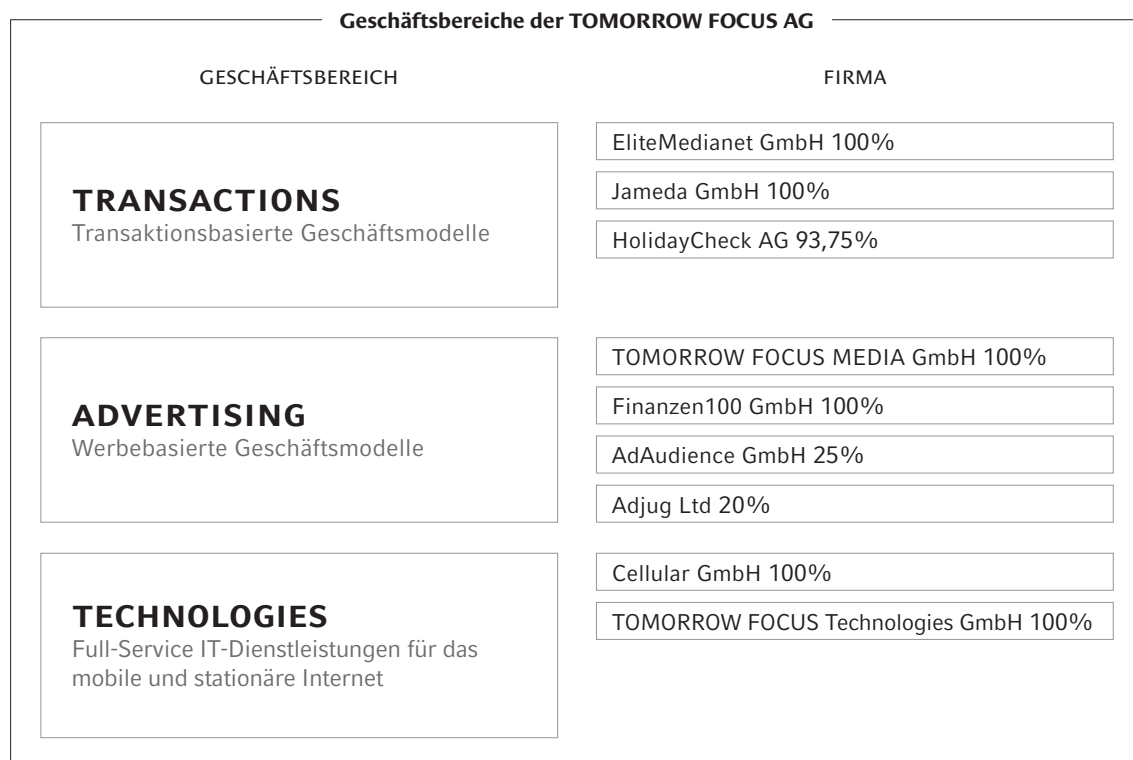 Geschäftsbereiche der TOMORROW FOCUS AG
GESCHÄFTSBEREICH
FIRMA
TRANSACTIONS
Transaktionsbasierte Geschäftsmodelle
EliteMedianet GmbH 100%
Jameda GmbH 100%
HolidayCheck AG 93,75%
ADVERTISING
Werbebasierte Geschäftsmodelle
TOMORROW FOCUS MEDIA GmbH 100%
Finanzen100 GmbH 100%
AdAudience GmbH 25%
Adjug Ltd 20%
TECHNOLOGIES
Full-Service IT-Dienstleistungen für das
mobile und stationäre Internet
Cellular GmbH 100%
TOMORROW FOCUS Technologies GmbH 100%